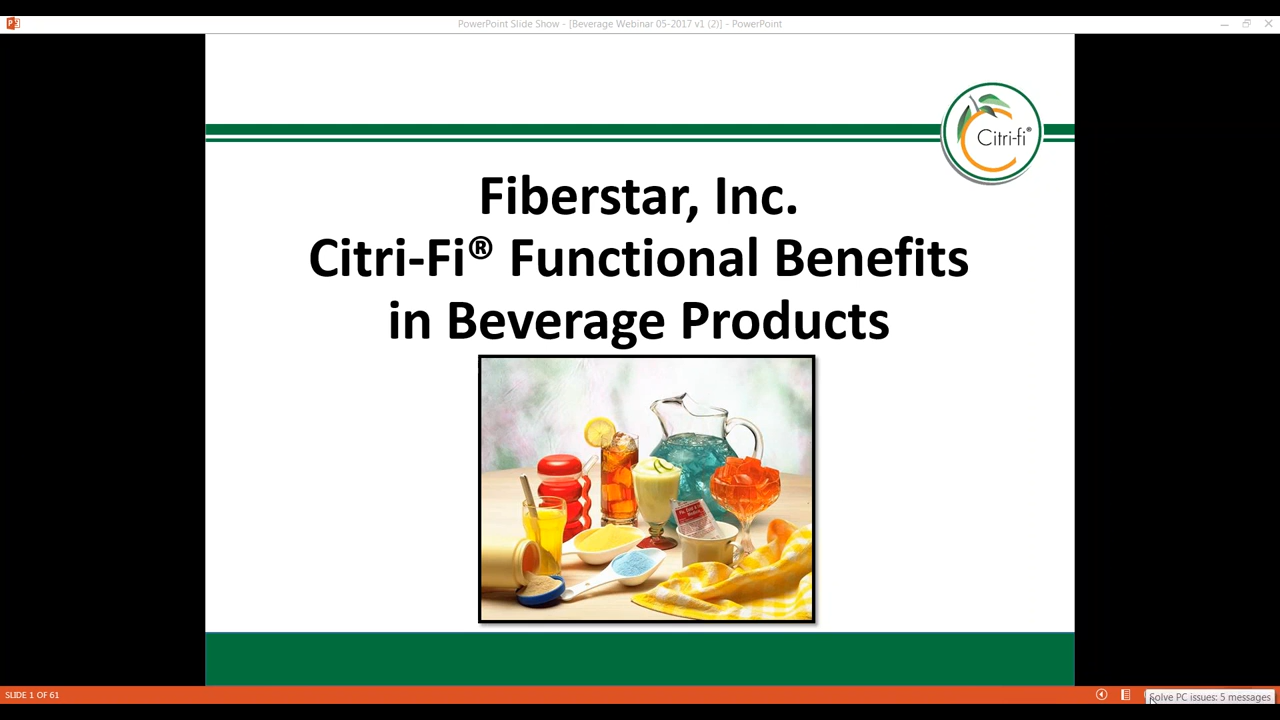 PowerPoint Slide Show - [Beverage Webinar 05-2017 v1 (2)] - PowerPoint
Citri-fi®
Fiberstar, Inc.
Citri-Fi® Functional Benefits
in Beverage Products
SLIDE 1 OF 61
Solve PC issues: 5 messages